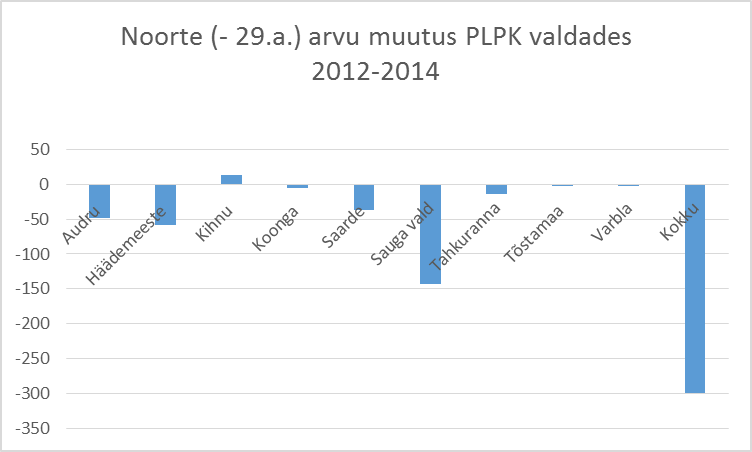 Noorte (- 29.a.) arvu muutus PLPK valdades
2012-2014
50
0
-50
-100
-150
-200
-250
-300
-350
Audru
Häädemeeste
Kihnu
Koonga
Saarde
Sauga vald
Tahkuranna
Tõstamaa
Varbla
Kokku